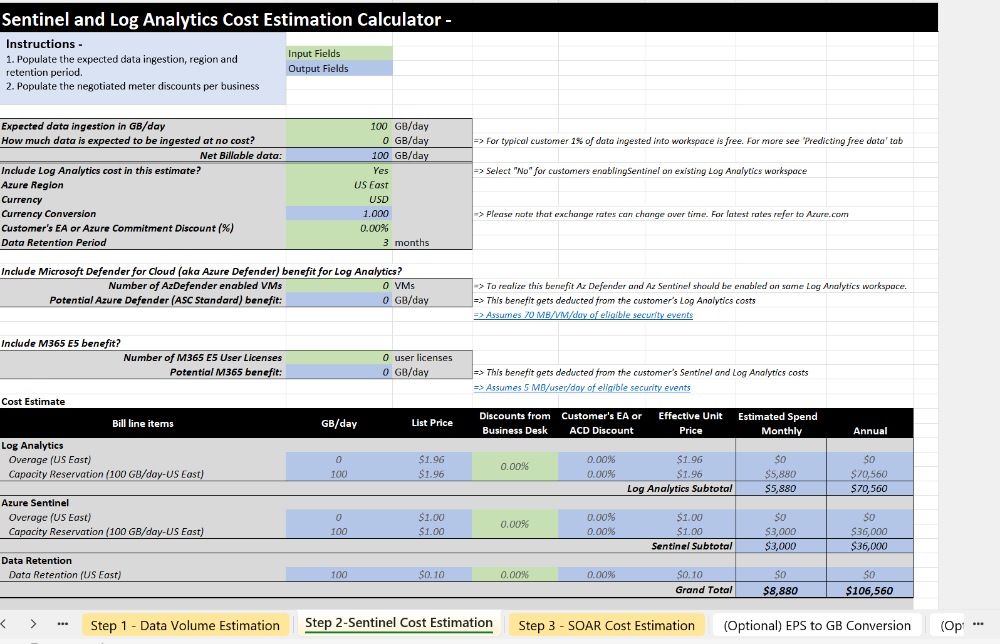 Sentinel and Log Analytics Cost Estimation Calculator -
Instructions -
1. Populate the expected data ingestion, region and
retention period.
2. Populate the negotiated meter discounts per business
Input Fields
Output Fields
Expected data ingestion in GB/day 100 GB/day
How much data is expected to be ingested at no cost? 0 GB/day => For typical customer 1% of data ingested into workspace is free. For more see 'Predicting free data' tab
Net Billable data: 100 GB/day
Include Log Analytics cost in this estimate? Yes => Select "No" for customers enablingSentinel on existing Log Analytics workspace
Azure Region US East
Currency USD
Currency Conversion 1.000 => Please note that exchange rates can change over time. For latest rates refer to Azure.com
Customer's EA or Azure Commitment Discount (%) 0.00%
Data Retention Period 3 months
Include Microsoft Defender for Cloud (aka Azure Defender) benefit for Log Analytics?
Number of AzDefender enabled VMs 0 VMs => To realize this benefit Az Defender and Az Sentinel should be enabled on same Log Analytics workspace.
Potential Azure Defender (ASC Standard) benefit: 0 GB/day => This benefit gets deducted from the customer's Log Analytics costs
=> Assumes 70 MB/VM/day of eligible security events
Include M365 E5 benefit?
Number of M365 E5 User Licenses 0 user licenses
Potential M365 benefit: 0 GB/day => This benefit gets deducted from the customer's Sentinel and Log Analytics costs
=> Assumes 5 MB/user/day of eligible security events
Cost Estimate
Bill line items GB/day List Price Discounts from Business Desk Customer's EA or ACD Discount Effective Unit Price Estimated Spend Monthly Annual
Log Analytics
Overage (US East) 0 $1.96 0.00% 0.00% $1.96 $0 $0
Capacity Reservation (100 GB/day-US East) 100 $1.96 0.00% $1.96 $5,880 $70,560
Log Analytics Subtotal $5,880 $70,560
Azure Sentinel
Overage (US East) 0 $1.00 0.00% 0.00% $1.00 $0 $0
Capacity Reservation (100 GB/day-US East) 100 $1.00 0.00% $1.00 $3,000 $36,000
Sentinel Subtotal $3,000 $36,000
Data Retention
Data Retention (US East) 100 $0.10 0.00% 0.00% $0.10 $0 $0
Grand Total $8,880 $106,560
Step 1 - Data Volume Estimation Step 2-Sentinel Cost Estimation Step 3 - SOAR Cost Estimation (Optional) EPS to GB Conversion (Opt